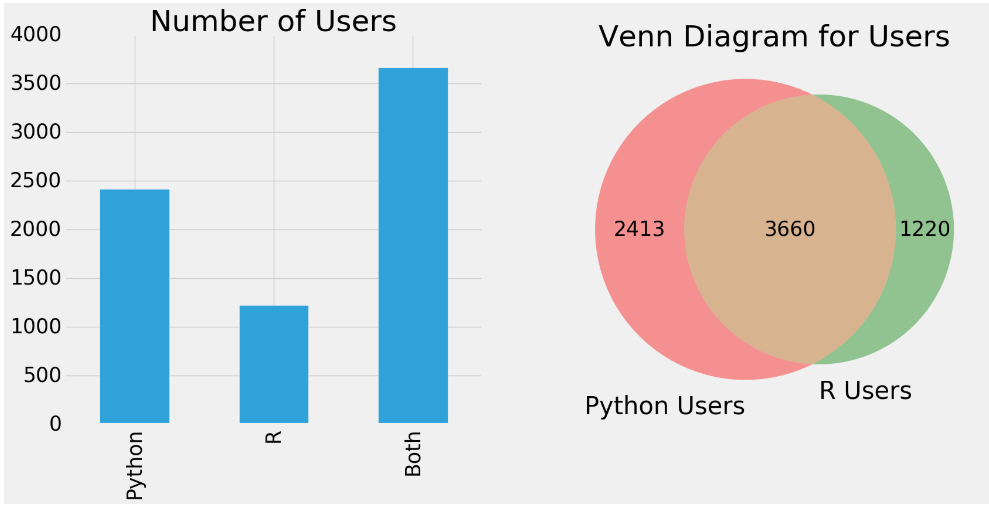 Number of Users
4000
3500
3000
2500
2000
1500
1000
500
0
Python
R
Both
Venn Diagram for Users
2413
3660
1220
Python Users
R Users